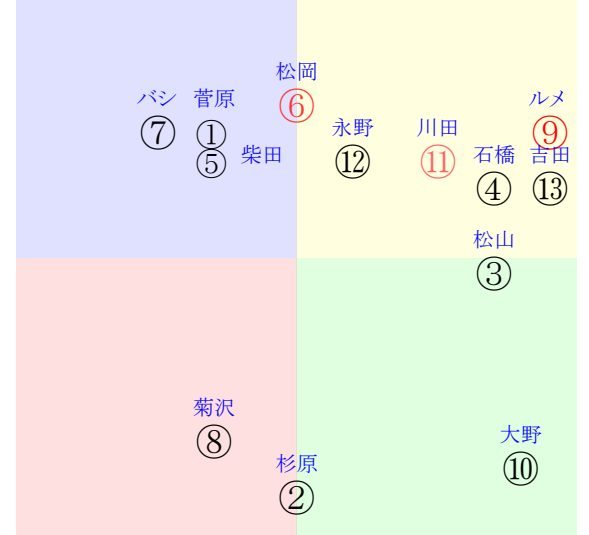 松岡
⑥
バシ
⑦
菅原
①
⑤
柴田
永野
⑫
川田
⑪
ルメ
⑨
石橋
④
吉田
⑬
松山
③
菊沢
⑧
大野
⑩
杉原
②